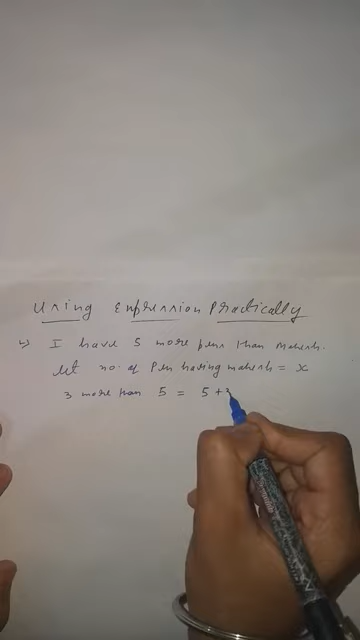 Using Expression Practically
I have 5 more pens than Mahesh.
Let no. of Pen having mahesh = x
3 more than 5 = 5 + 3